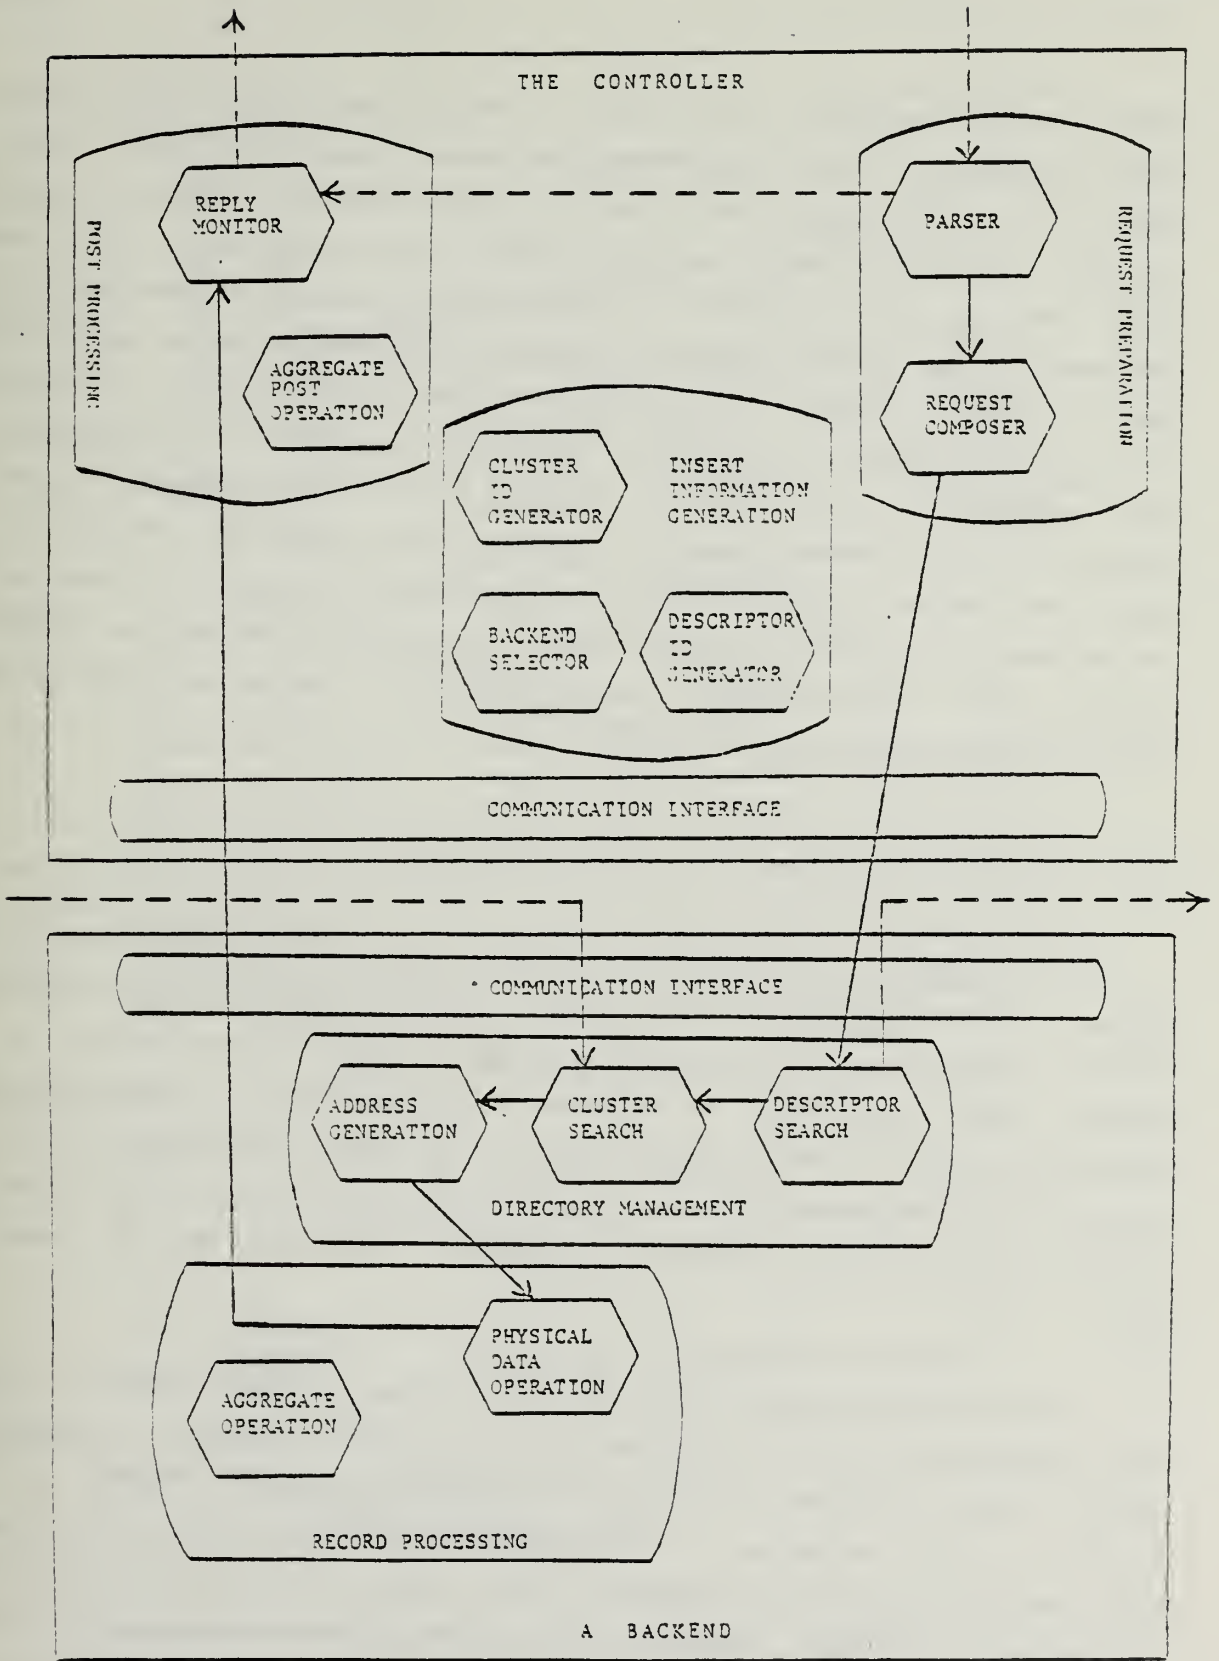 THE CONTROLLER
REPLY
MONITOR
PARSER
POST PROCESSING
REQUEST PREPARATION
AGGREGATE
POST
OPERATION
REQUEST
COMPOSER
CLUSTER
ID
GENERATOR
INSERT
INFORMATION
GENERATION
BACKEND
SELECTOR
DESCRIPTOR
ID
GENERATOR
COMMUNICATION INTERFACE
COMMUNICATION INTERFACE
ADDRESS
GENERATION
CLUSTER
SEARCH
DESCRIPTOR
SEARCH
DIRECTORY MANAGEMENT
PHYSICAL
DATA
OPERATION
AGGREGATE
OPERATION
RECORD PROCESSING
A BACKEND